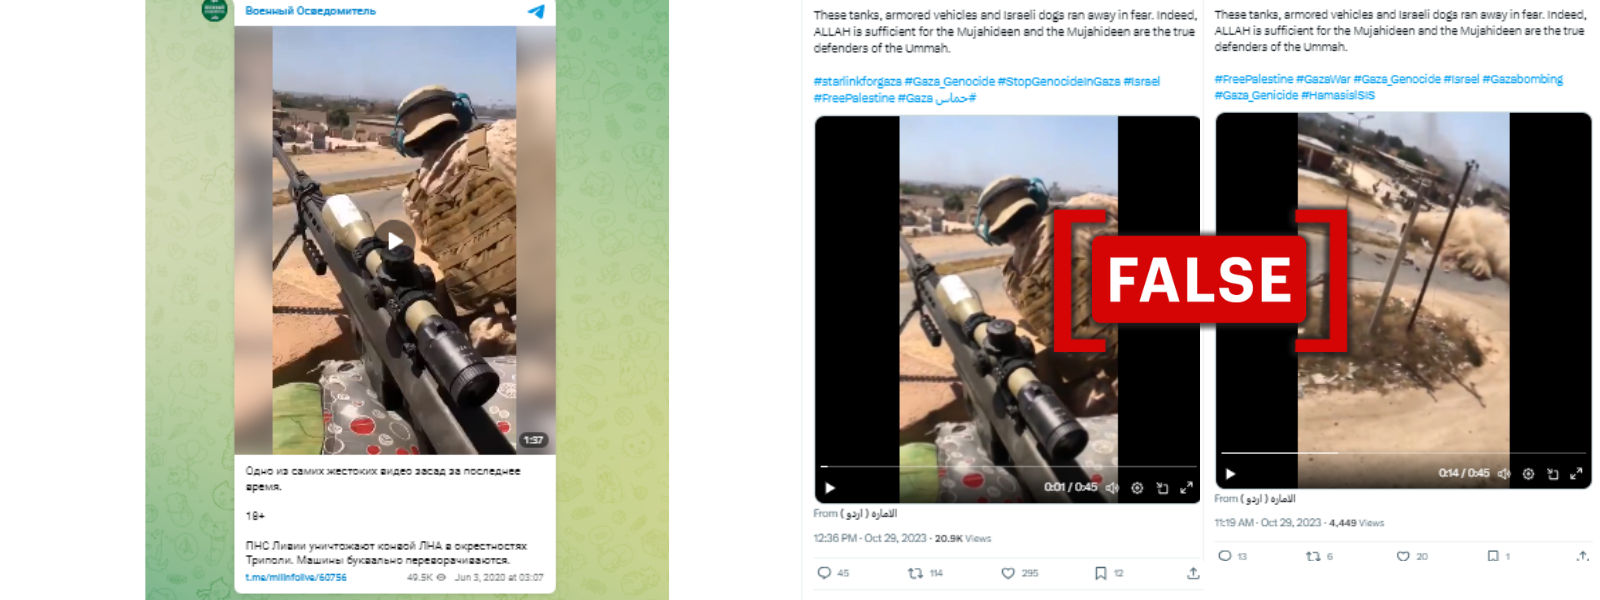 Военный Осведомитель
1:37
Одно из самих жестоких видео засад за последнее
время.
18+
ПНС Ливии уничтожают конвой ЛНА в окрестностях
Триполи. Машины буквально переворачиваются.
t.me/milinfolive/60756
49.5K Jun 3, 2020 at 03:07
These tanks, armored vehicles and Israeli dogs ran away in fear. Indeed,
ALLAH is sufficient for the Mujahideen and the Mujahideen are the true
defenders of the Ummah.
#starlinkforgaza #Gaza_Genocide #StopGenocideInGaza #Israel
#FreePalestine #Gaza #حماس
0:01 / 0:45
From الاماره ( اردو )
12:36 PM · Oct 29, 2023 · 20.9K Views
45 114 295 12
These tanks, armored vehicles and Israeli dogs ran away in fear. Indeed,
ALLAH is sufficient for the Mujahideen and the Mujahideen are the true
defenders of the Ummah.
#FreePalestine #GazaWar #Gaza_Genocide #Israel #Gazabombing
#Gaza_Genicide #HamasisISIS
0:14 / 0:45
From الاماره ( اردو )
11:19 AM · Oct 29, 2023 · 4,449 Views
13 6 20 1
FALSE